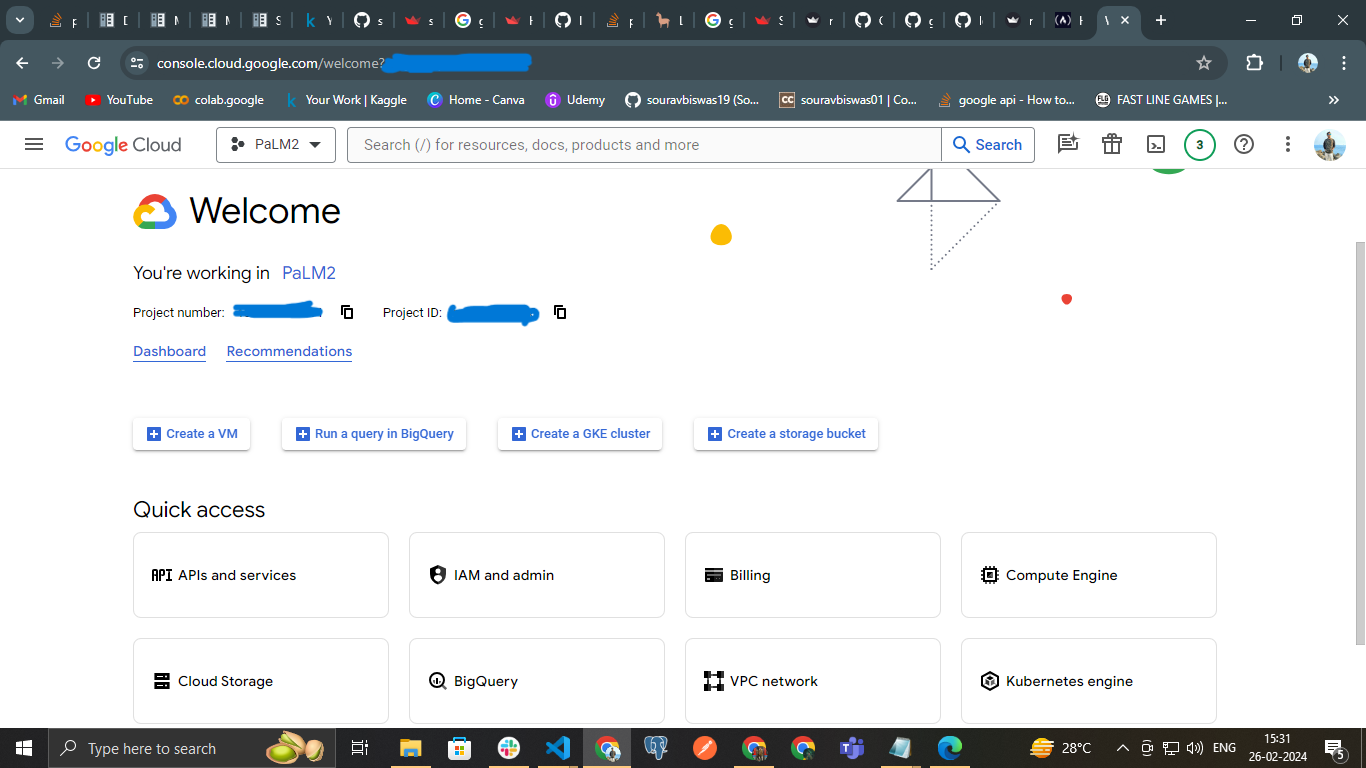 console.cloud.google.com/welcome?
Gmail
YouTube
colab.google
Your Work | Kaggle
Home - Canva
Udemy
souravbiswas19 (So...
souravbiswas01 | Co...
google api - How to...
FAST LINE GAMES |...
Google Cloud
PaLM2
Search (/) for resources, docs, products and more
Search
3
Welcome
You're working in PaLM2
Project number:
Project ID:
Dashboard
Recommendations
Create a VM
Run a query in BigQuery
Create a GKE cluster
Create a storage bucket
Quick access
API APIs and services
IAM and admin
Billing
Compute Engine
Cloud Storage
BigQuery
VPC network
Kubernetes engine
Type here to search
28°C
ENG
15:31
26-02-2024
5